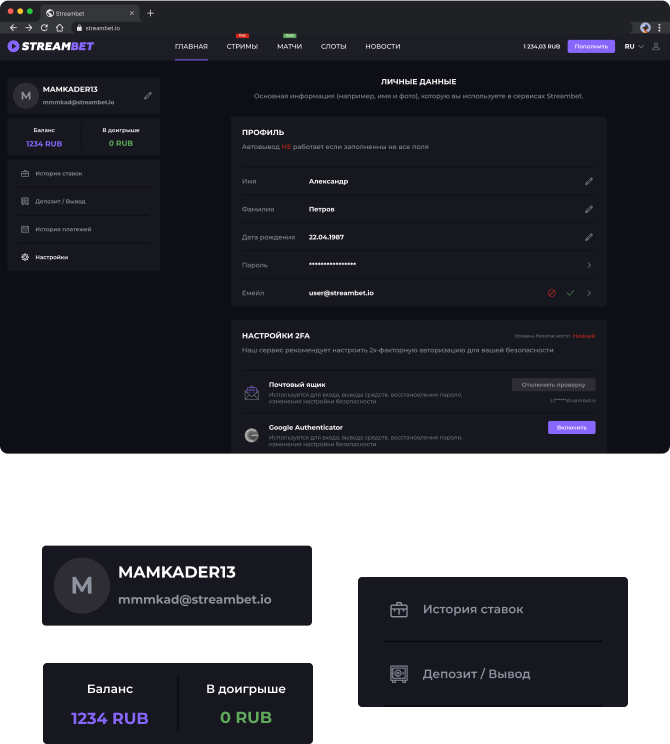 Streambet
streambet.io
STREAMBET
ГЛАВНАЯ
СТРИМЫ
МАТЧИ
СЛОТЫ
НОВОСТИ
1 234,03 RUB
Пополнить
RU
M
MAMKADER13
mmmkad@streambet.io
Баланс
В доигрыше
1234 RUB
0 RUB
История ставок
Депозит / Вывод
История платежей
Настройки
ЛИЧНЫЕ ДАННЫЕ
Основная информация (например, имя и фото), которую вы используете в сервисах Streambet.
ПРОФИЛЬ
Автовывод НЕ работает если заполненны не все поля
Имя
Александр
Фамилия
Петров
Дата рождения
22.04.1987
Пароль
****************
Емейл
user@streambet.io
НАСТРОЙКИ 2FA
Уровень безопасности: Низкий
Наш сервис рекомендует настроить 2х-факторную авторизацию для вашей безопасности
Почтовый ящик
Используется для входа, вывода средств, восстановления пароля,
изменения настройки безопасности
Отключить проверку
Google Authenticator
Используется для входа, вывода средств, восстановления пароля,
изменения настройки безопасности
Включить
M
MAMKADER13
mmmkad@streambet.io
Баланс
В доигрыше
1234 RUB
0 RUB
История ставок
Депозит / Вывод